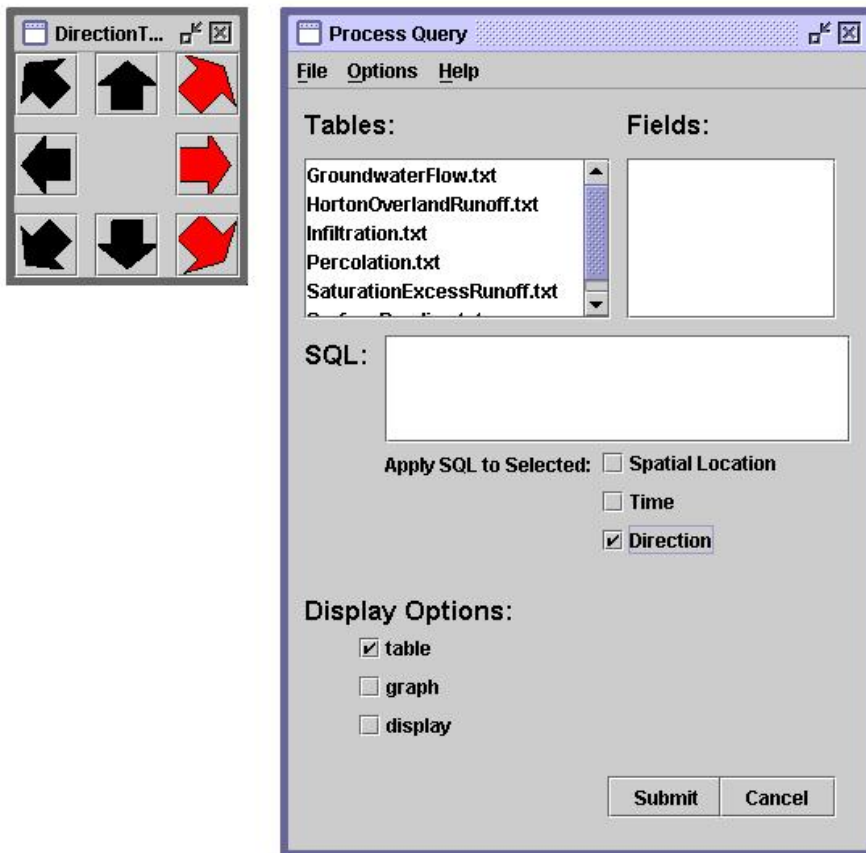 DirectionT...
Process Query
File Options Help
Tables:
Fields:
GroundwaterFlow.txt
HortonOverlandRunoff.txt
Infiltration.txt
Percolation.txt
SaturationExcessRunoff.txt
SQL:
Apply SQL to Selected:
Spatial Location
Time
Direction
Display Options:
table
graph
display
Submit
Cancel